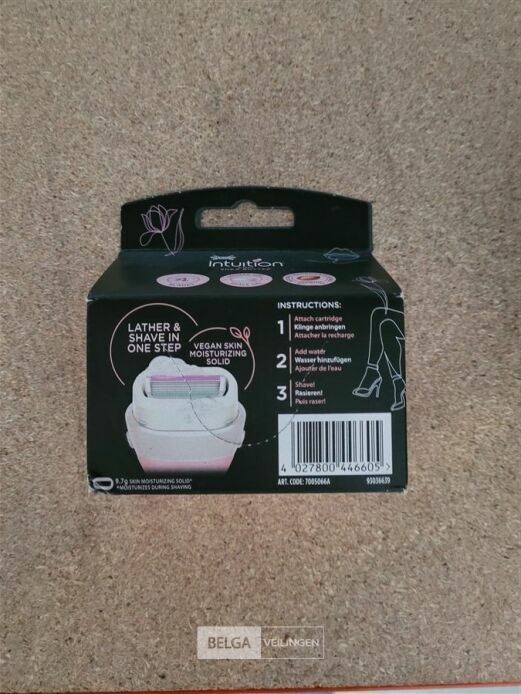 intuition
INSTRUCTIONS:
1 Attach cartridge
Klinge anbringen
Attacher la recharge
2 Add water
Wasser hinzufügen
Ajouter de l'eau
3 Shave!
Rasieren!
Puis raser!
LATHER &
SHAVE IN
ONE STEP
VEGAN SKIN
MOISTURIZING
SOLID
4 027800 446605 >
9.7g SKIN MOISTURIZING SOLID*
*MOISTURIZES DURING SHAVING
ART. CODE: 7005066A
93036639
BELGA VEILINGEN